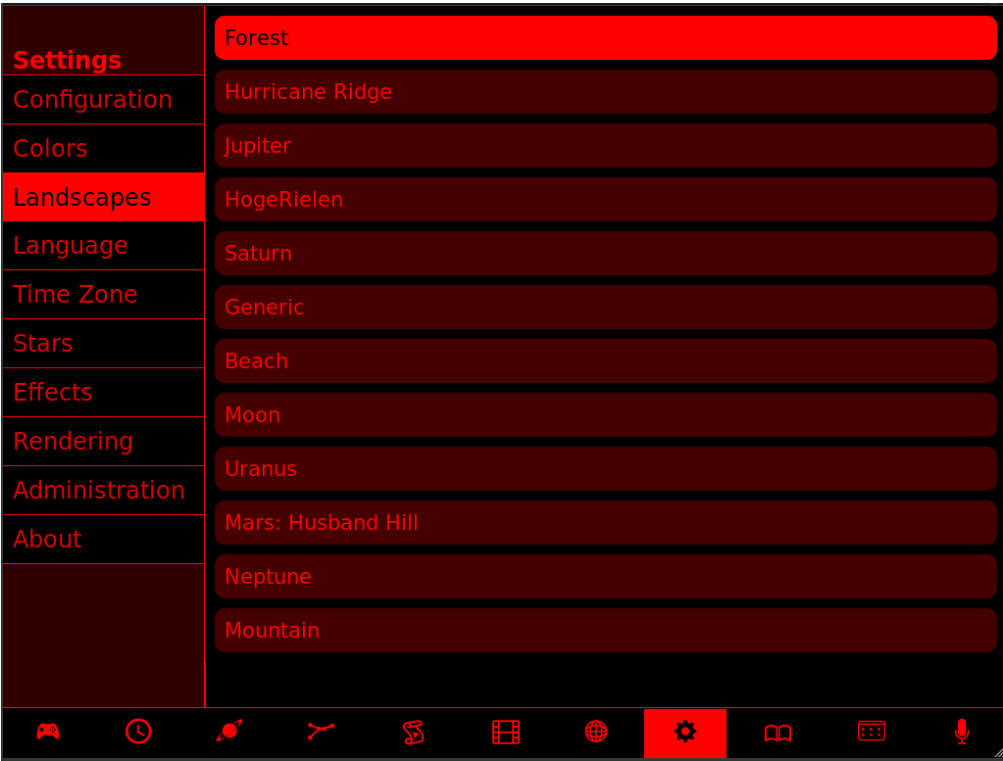 Settings
Configuration
Colors
Landscapes
Language
Time Zone
Stars
Effects
Rendering
Administration
About
Forest
Hurricane Ridge
Jupiter
HogeRielen
Saturn
Generic
Beach
Moon
Uranus
Mars: Husband Hill
Neptune
Mountain